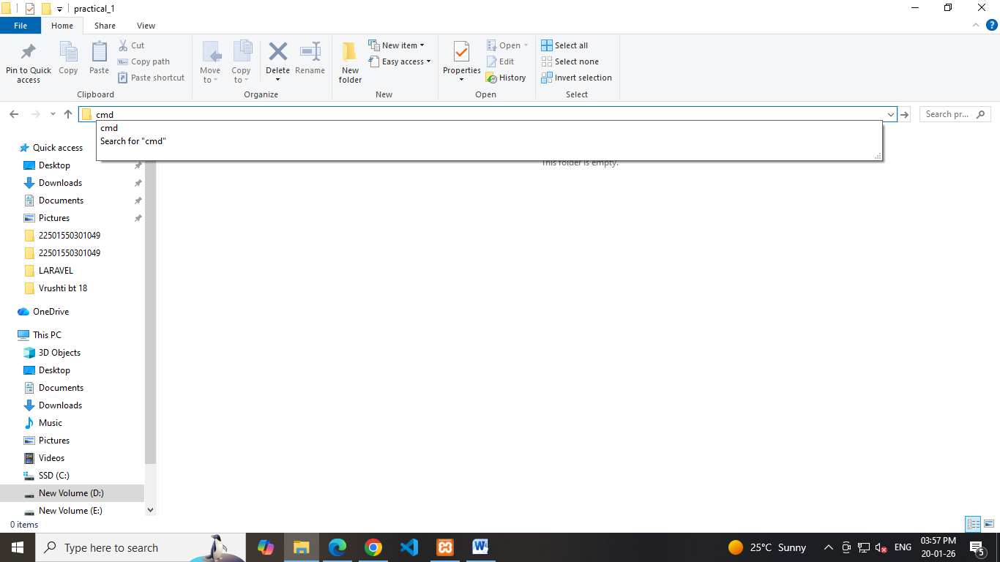 practical_1
File
Home
Share
View
Pin to Quick access
Copy
Paste
Cut
Copy path
Paste shortcut
Clipboard
Move to
Copy to
Delete
Rename
Organize
New folder
New item
Easy access
New
Properties
Open
Edit
History
Open
Select all
Select none
Invert selection
Select
cmd
Search pr...
cmd
Search for "cmd"
This folder is empty.
Quick access
Desktop
Downloads
Documents
Pictures
22501550301049
22501550301049
LARAVEL
Vrushti bt 18
OneDrive
This PC
3D Objects
Desktop
Documents
Downloads
Music
Pictures
Videos
SSD (C:)
New Volume (D:)
New Volume (E:)
0 items
Type here to search
25°C Sunny
ENG
03:57 PM
20-01-26
5